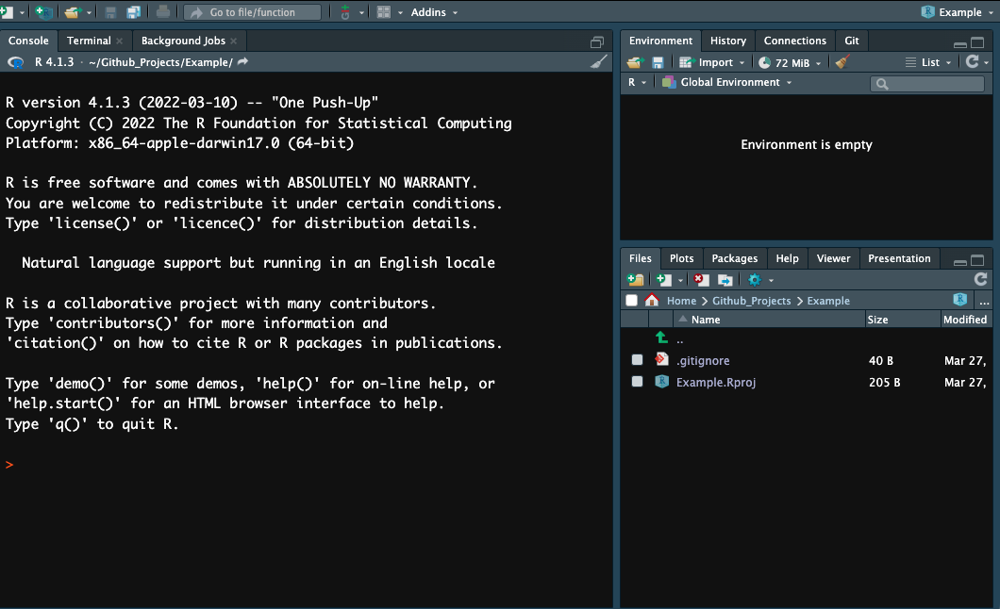 Go to file/function
Addins
Example
Console
Terminal
Background Jobs
R 4.1.3 · ~/Github_Projects/Example/
R version 4.1.3 (2022-03-10) -- "One Push-Up"
Copyright (C) 2022 The R Foundation for Statistical Computing
Platform: x86_64-apple-darwin17.0 (64-bit)
R is free software and comes with ABSOLUTELY NO WARRANTY.
You are welcome to redistribute it under certain conditions.
Type 'license()' or 'licence()' for distribution details.
Natural language support but running in an English locale
R is a collaborative project with many contributors.
Type 'contributors()' for more information and
'citation()' on how to cite R or R packages in publications.
Type 'demo()' for some demos, 'help()' for on-line help, or
'help.start()' for an HTML browser interface to help.
Type 'q()' to quit R.
>
Environment
History
Connections
Git
Import
72 MiB
List
R
Global Environment
Environment is empty
Files
Plots
Packages
Help
Viewer
Presentation
Home
Github_Projects
Example
...
Name
Size
Modified
..
.gitignore
40 B
Mar 27,
Example.Rproj
205 B
Mar 27,